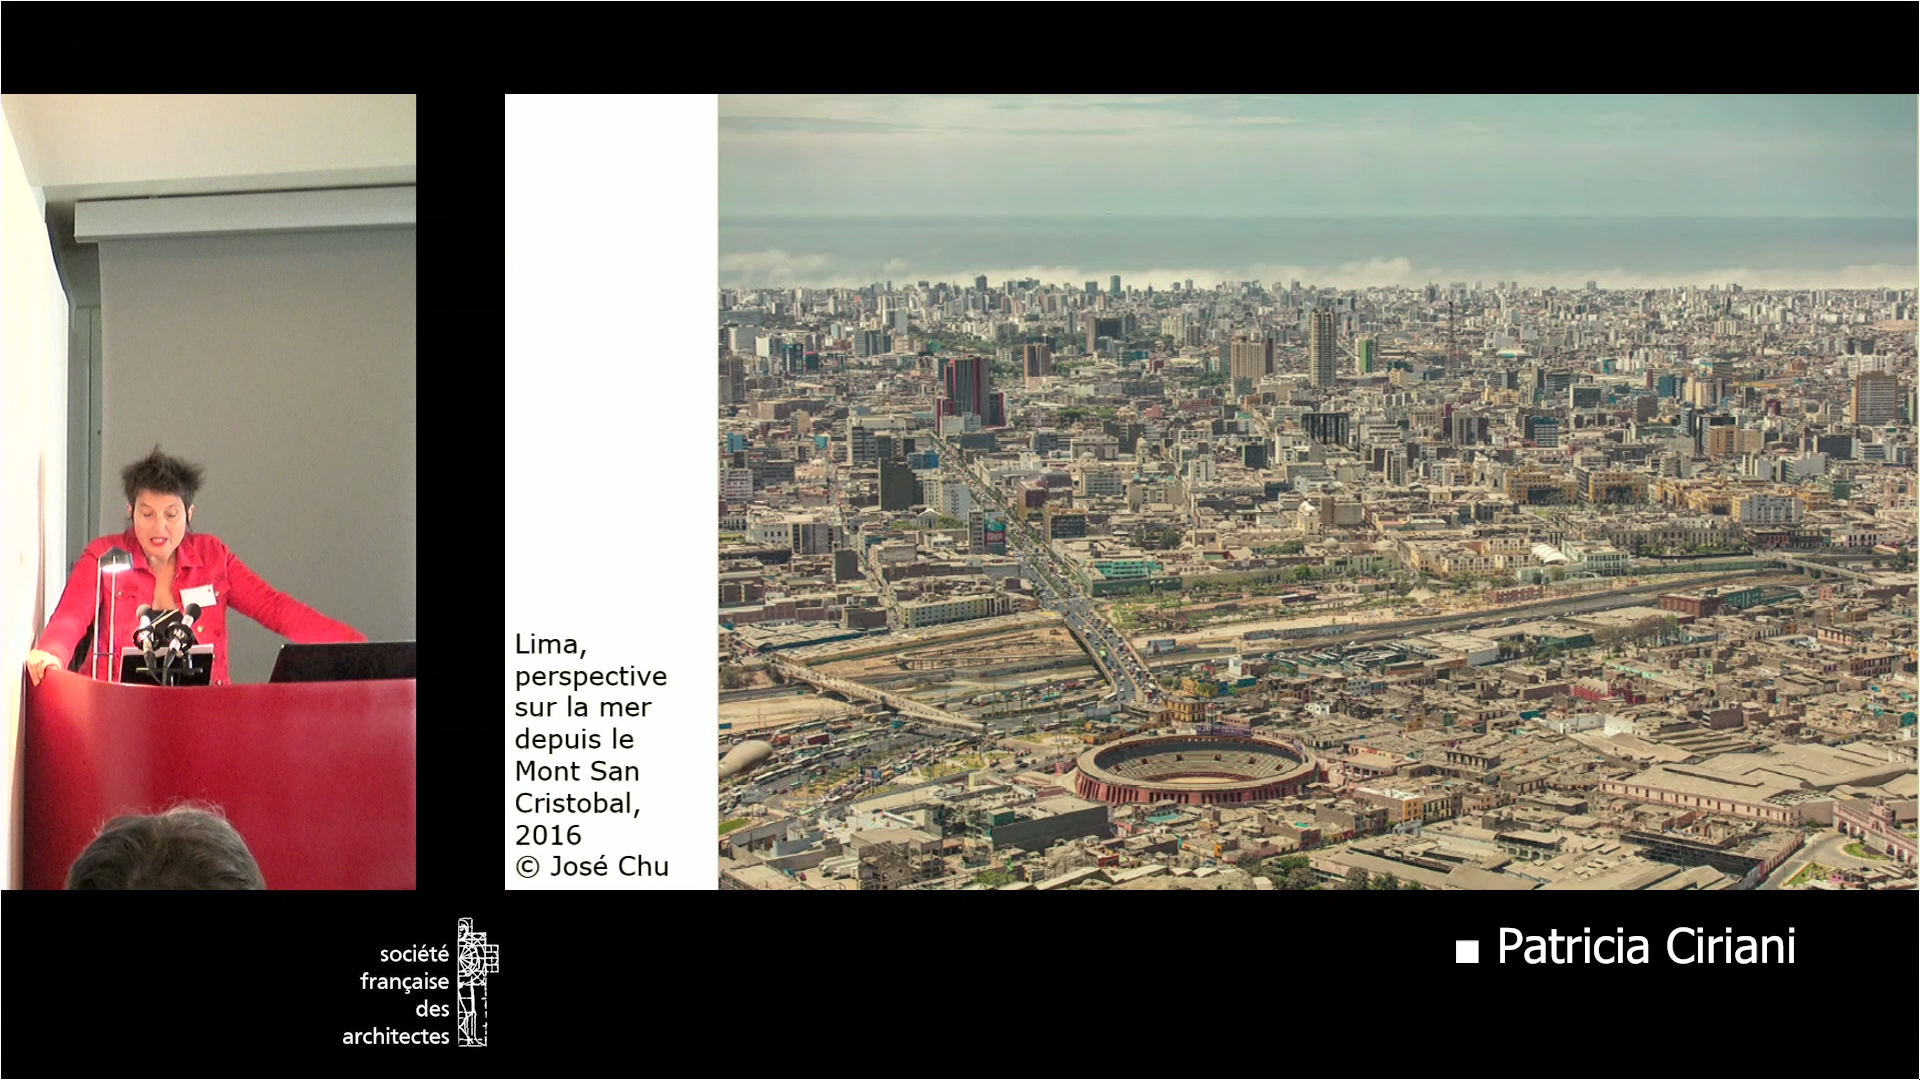 Lima,
perspective
sur la mer
depuis le
Mont San
Cristobal,
2016
© José Chu
société
française
des
architectes
Patricia Ciriani